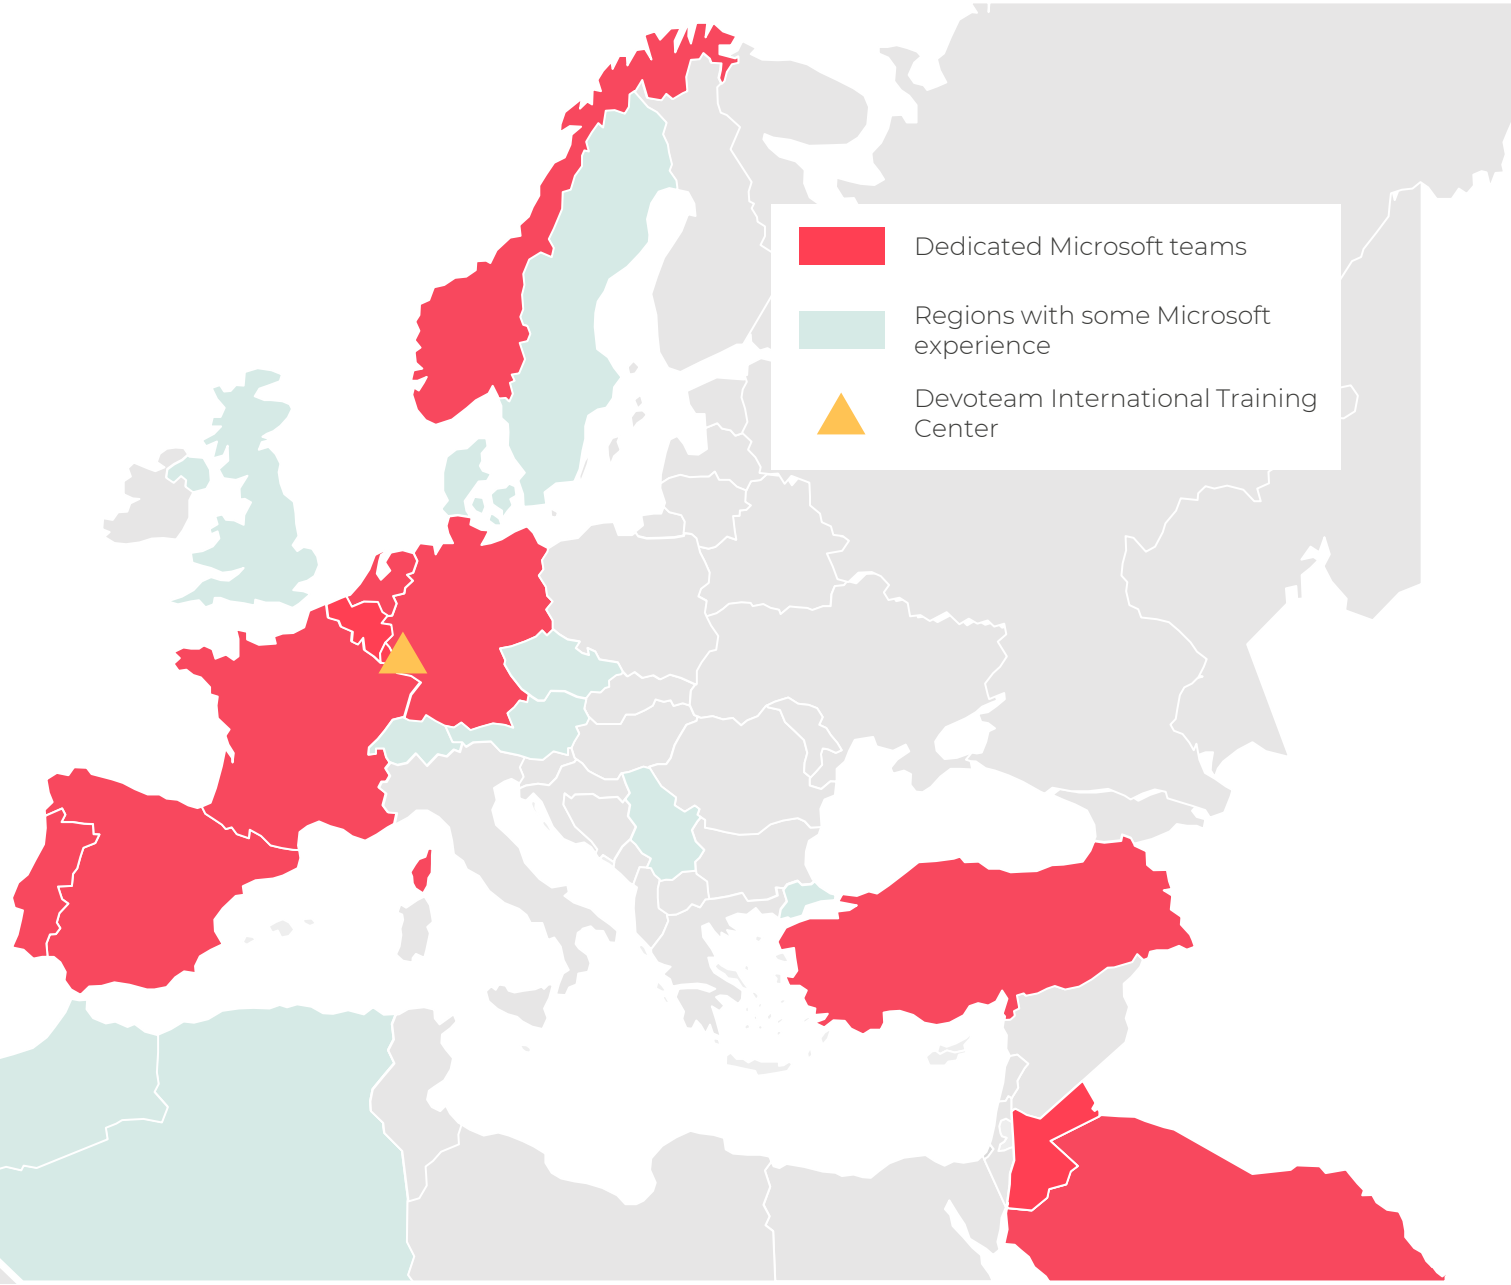 Dedicated Microsoft teams
Regions with some Microsoft
experience
Devoteam International Training
Center